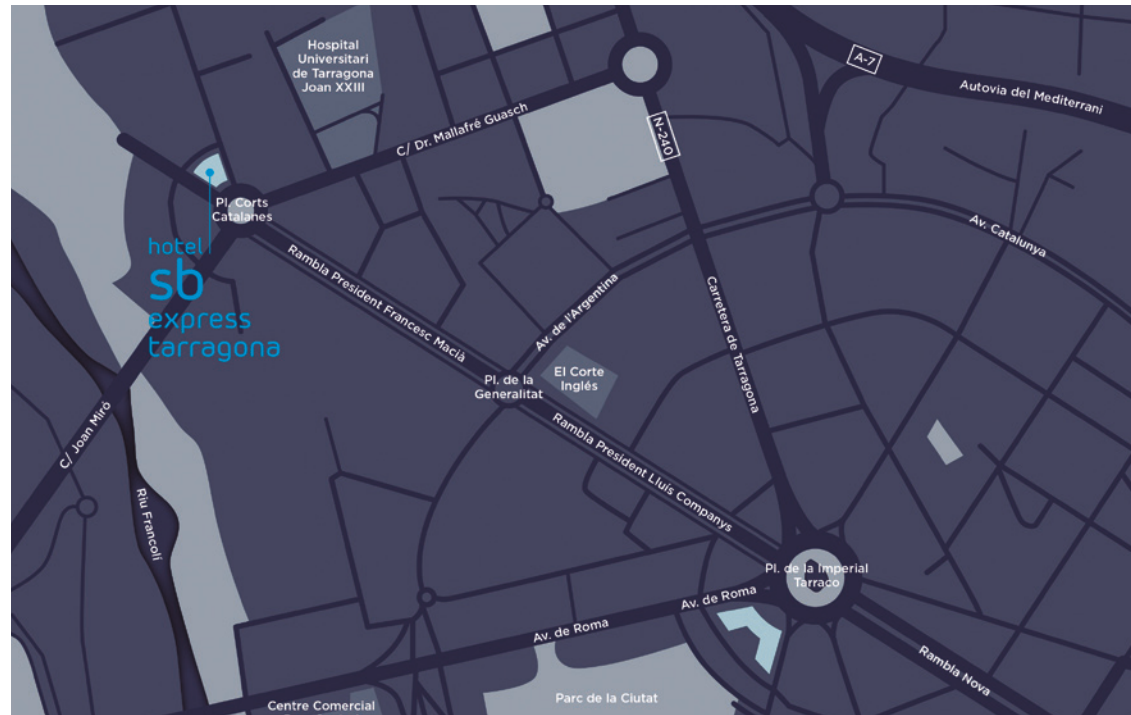 Hospital
Universitari
de Tarragona
Joan XXIII
A-7
Autovia del Mediterrani
C/ Dr. Mallafré Guasch
N-240
Pl. Corts
Catalanes
Av. Catalunya
hotel
sb
express
tarragona
Rambla President Francesc Macià
Av. de l'Argentina
Carretera de Tarragona
El Corte
Inglés
Pl. de la
Generalitat
C/ Joan Miró
Rambla President Lluís Companys
Riu Francolí
Pl. de la Imperial
Tarraco
Av. de Roma
Av. de Roma
Rambla Nova
Parc de la Ciutat
Centre Comercial